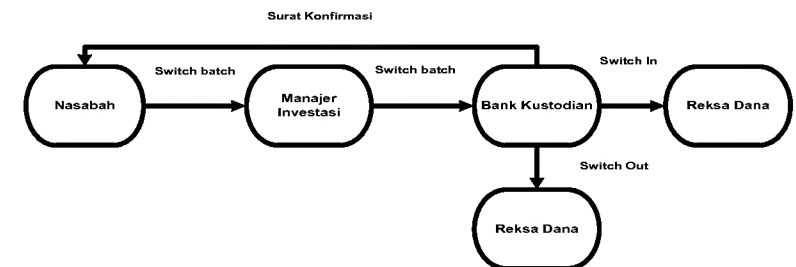 Surat Konfirmasi
Switch batch
Switch batch
Switch In
Nasabah
Manajer
Investasi
Bank Kustodian
Reksa Dana
Switch Out
Reksa Dana